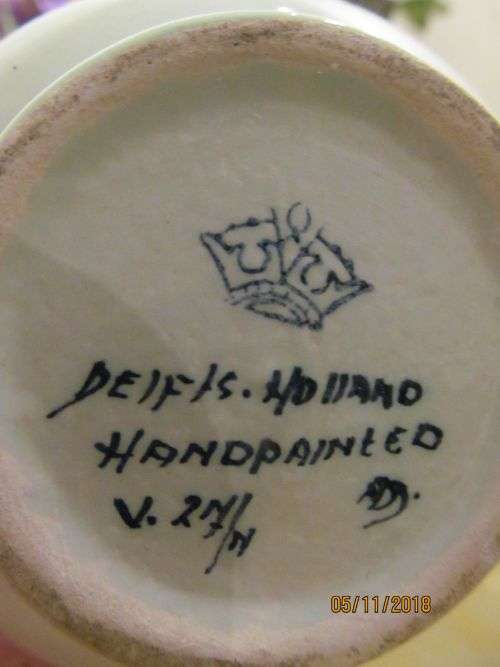 DELFTS. HOLLAND
HANDPAINTED
V. 27/N
05/11/2018